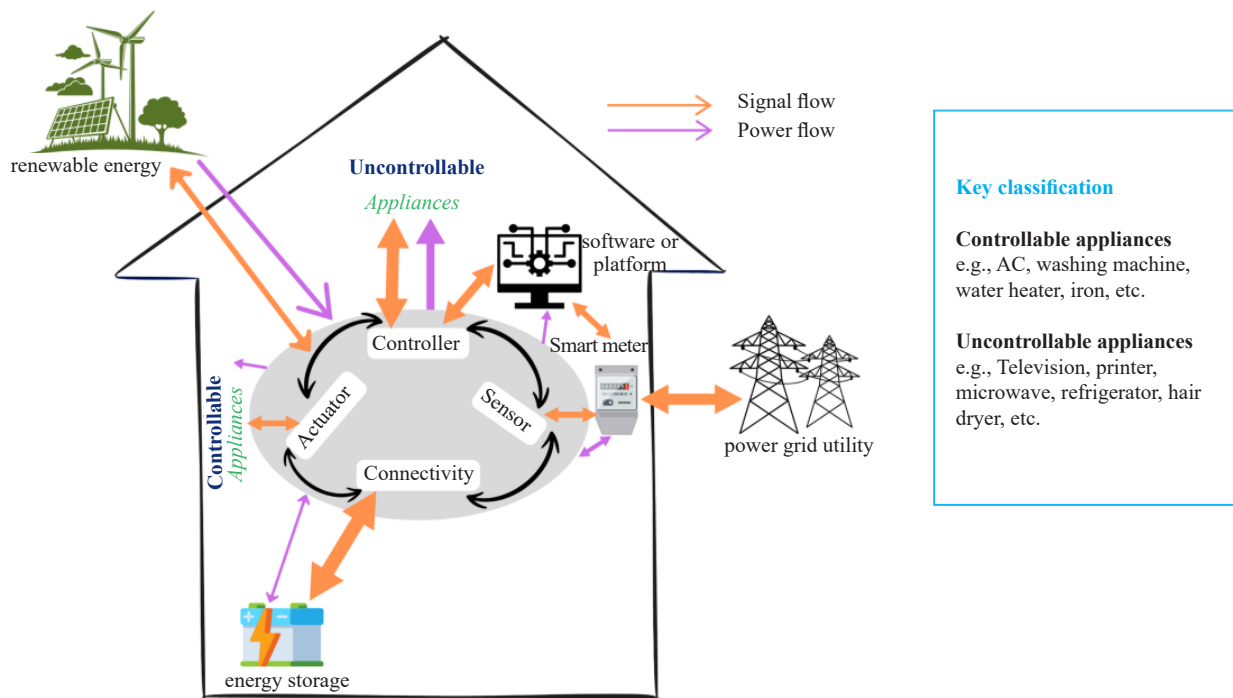 Signal flow
Power flow
renewable energy
Uncontrollable
Appliances
software or
platform
Controller
Smart meter
Sensor
Actuator
Controllable
Appliances
Connectivity
power grid utility
energy storage
Key classification
Controllable appliances
e.g., AC, washing machine,
water heater, iron, etc.
Uncontrollable appliances
e.g., Television, printer,
microwave, refrigerator, hair
dryer, etc.